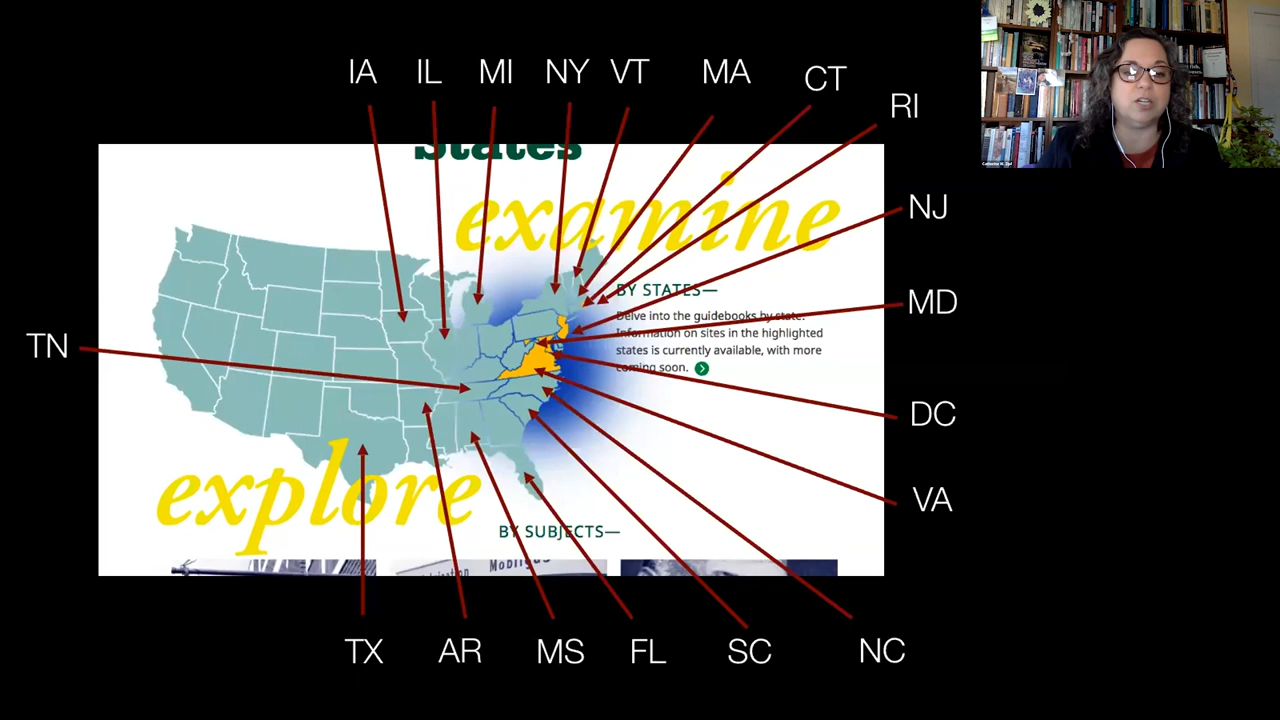 IA IL MI NY VT MA CT
RI
States
examine
NJ
BY STATES—
Delve into the guidebooks by state.
Information on sites in the highlighted
states is currently available, with more
coming soon.
MD
TN
DC
explore
VA
BY SUBJECTS—
Mobilgas
TX AR MS FL SC NC